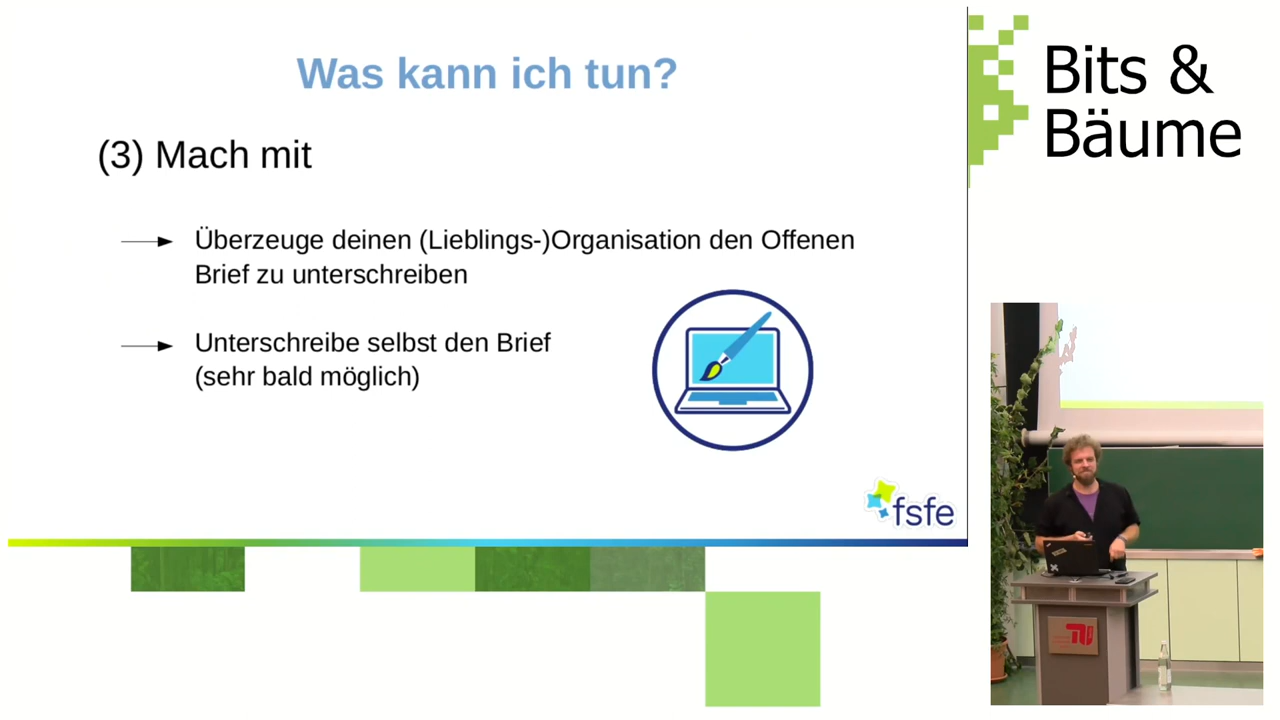 Was kann ich tun?
(3) Mach mit
Überzeuge deinen (Lieblings-)Organisation den Offenen
Brief zu unterschreiben
Unterschreibe selbst den Brief
(sehr bald möglich)
fsfe
Bits &
Bäume